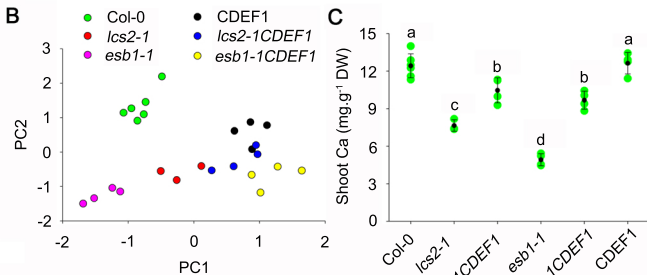 B
Col-0
CDEF1
lcs2-1
lcs2-1CDEF1
esb1-1
esb1-1CDEF1
PC2
3
2
1
0
-1
-2
-2
-1
0
1
2
PC1
C
Shoot Ca (mg.g-1 DW)
15
12
9
6
3
0
a
c
b
d
b
a
Col-0
lcs2-1
1CDEF1
esb1-1
1CDEF1
CDEF1